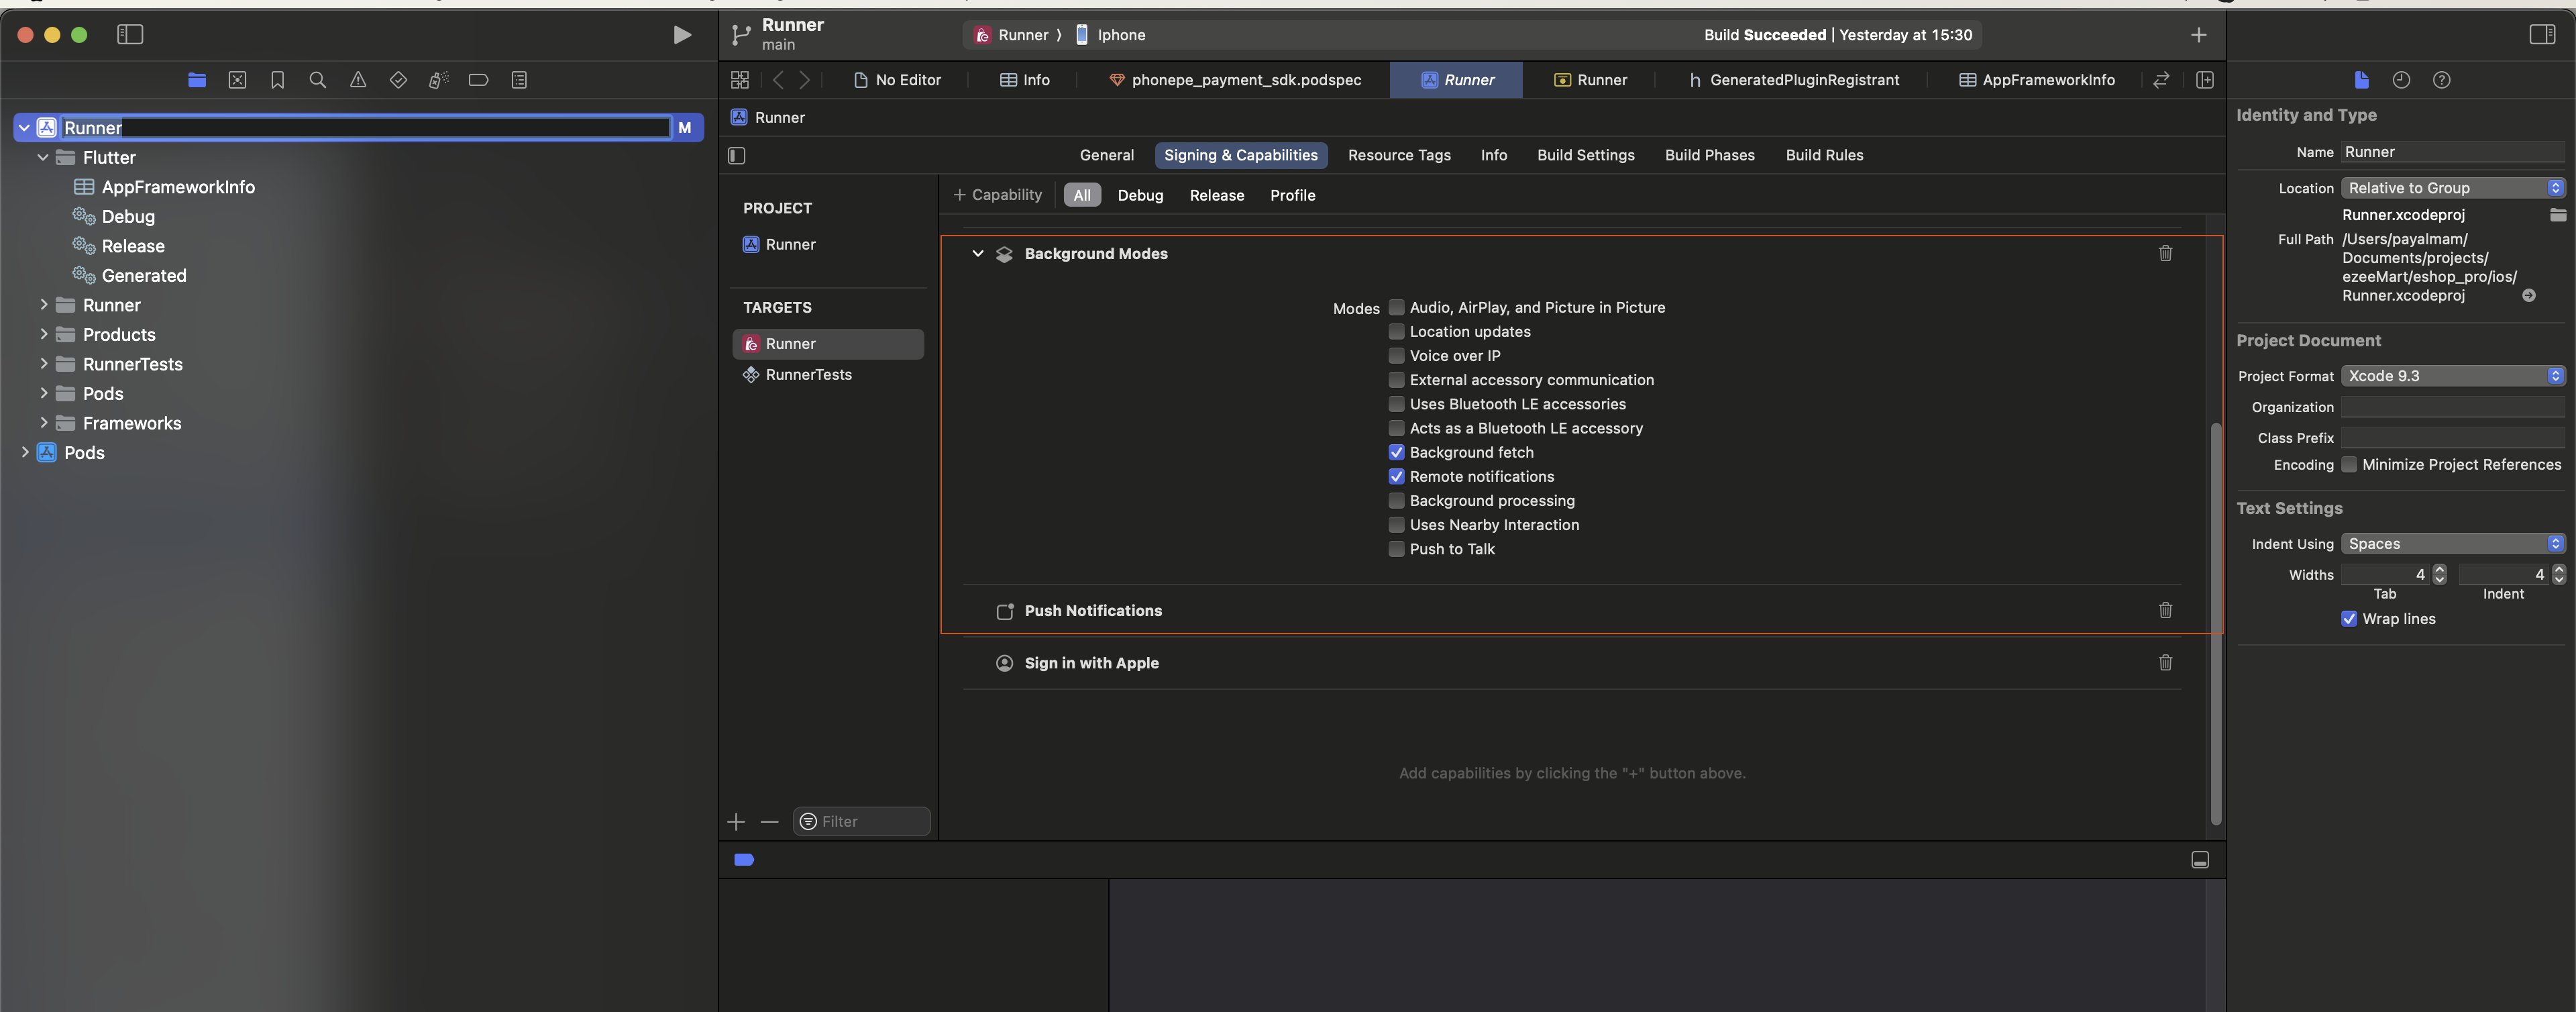 Runner
main
Runner
Iphone
Build Succeeded | Yesterday at 15:30
No Editor
Info
phonepe_payment_sdk.podspec
Runner
Runner
h GeneratedPluginRegistrant
AppFrameworkInfo
Runner
M
Flutter
AppFrameworkInfo
Debug
Release
Generated
Runner
Products
RunnerTests
Pods
Frameworks
Pods
Runner
General
Signing & Capabilities
Resource Tags
Info
Build Settings
Build Phases
Build Rules
PROJECT
Runner
TARGETS
Runner
RunnerTests
Filter
+ Capability
All
Debug
Release
Profile
Background Modes
Modes
Audio, AirPlay, and Picture in Picture
Location updates
Voice over IP
External accessory communication
Uses Bluetooth LE accessories
Acts as a Bluetooth LE accessory
Background fetch
Remote notifications
Background processing
Uses Nearby Interaction
Push to Talk
Push Notifications
Sign in with Apple
Add capabilities by clicking the "+" button above.
Identity and Type
Name Runner
Location Relative to Group
Runner.xcodeproj
Full Path /Users/payalmam/
Documents/projects/
ezeeMart/eshop_pro/ios/
Runner.xcodeproj
Project Document
Project Format Xcode 9.3
Organization
Class Prefix
Encoding Minimize Project References
Text Settings
Indent Using Spaces
Widths 4 4
Tab Indent
Wrap lines